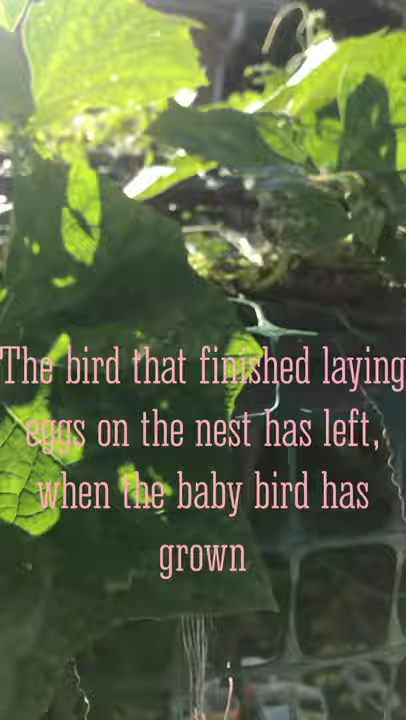 The bird that finished laying
eggs on the nest has left,
when the baby bird has
grown